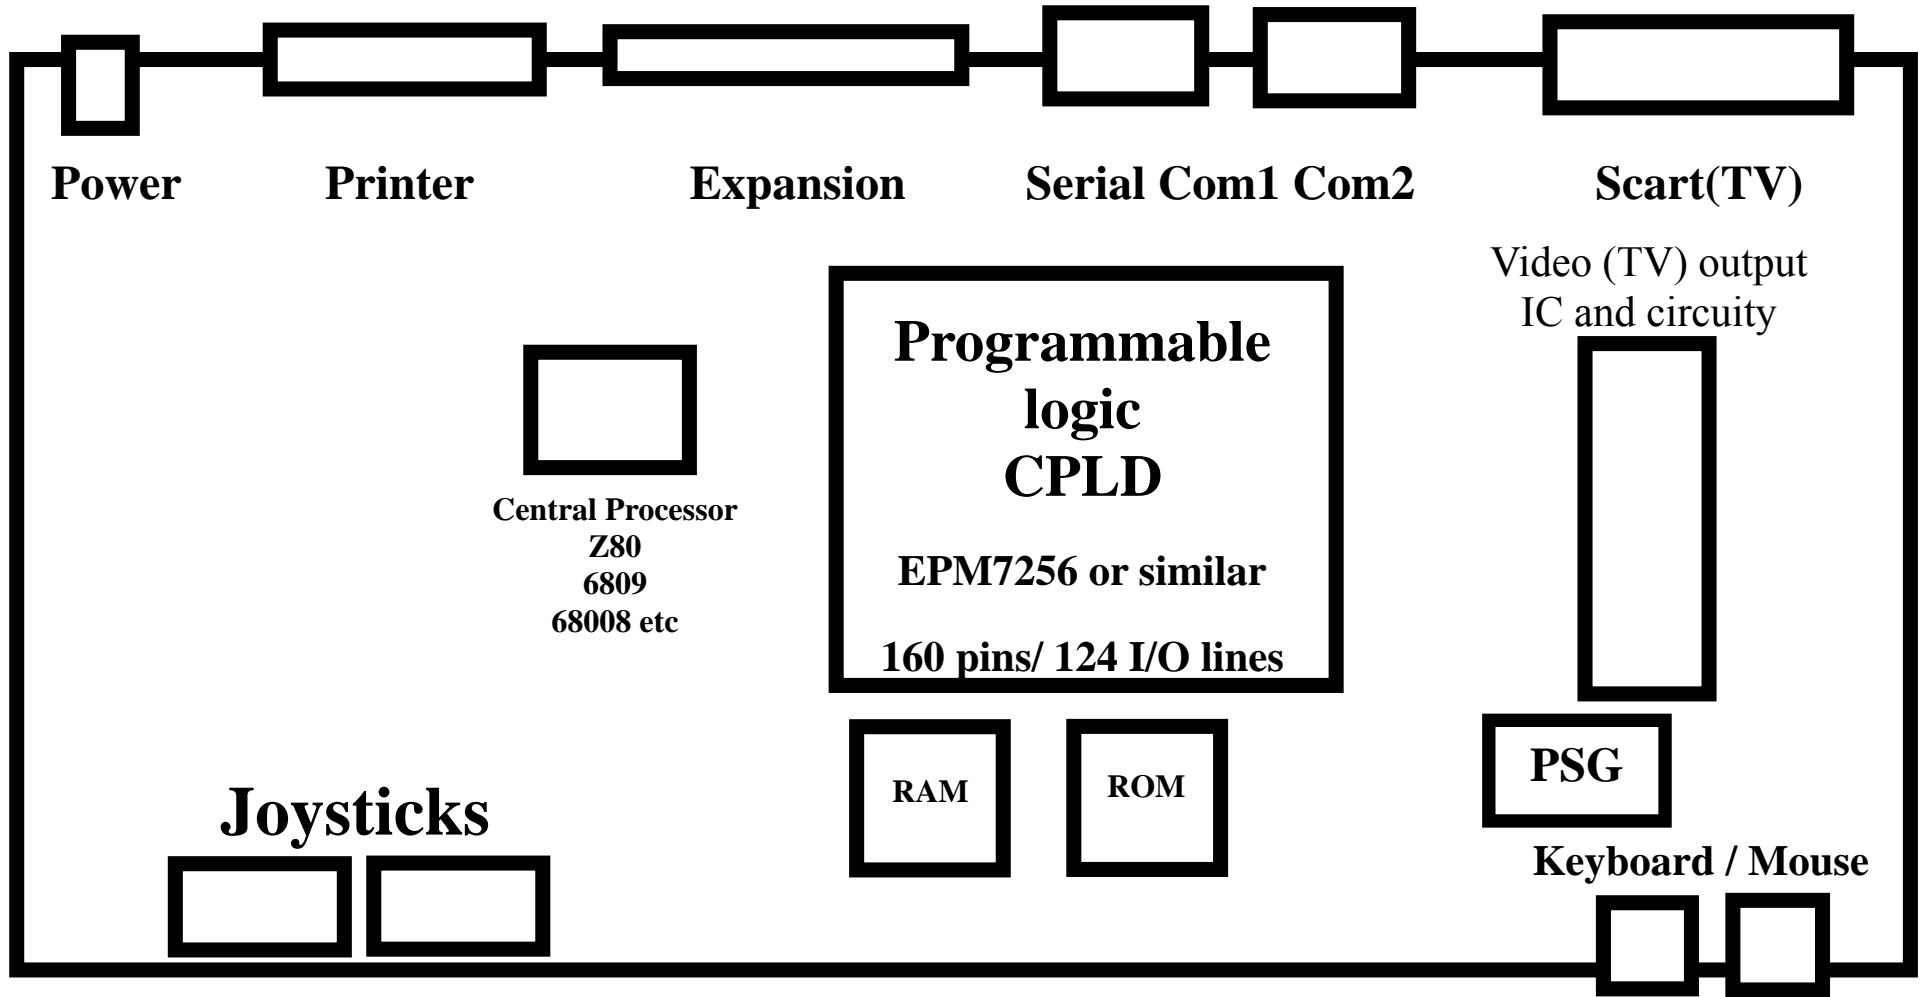 Power
Printer
Expansion
Serial Com1 Com2
Scart(TV)
Video (TV) output
IC and circuity
Programmable
logic
CPLD
EPM7256 or similar
160 pins/ 124 I/O lines
Central Processor
Z80
6809
68008 etc
RAM
ROM
PSG
Joysticks
Keyboard / Mouse